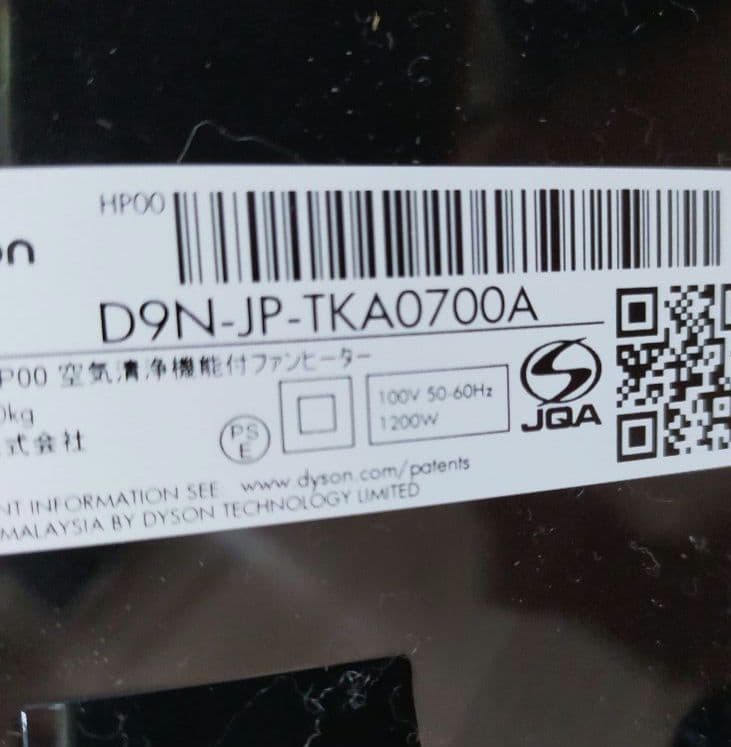 HP00
on
D9N-JP-TKA0700A
P00 空気清浄機能付ファンヒーター
0kg
式会社
PS
E
100V 50-60Hz
1200W
JQA
NT INFORMATION SEE www.dyson.com/patents
MALAYSIA BY DYSON TECHNOLOGY LIMITED